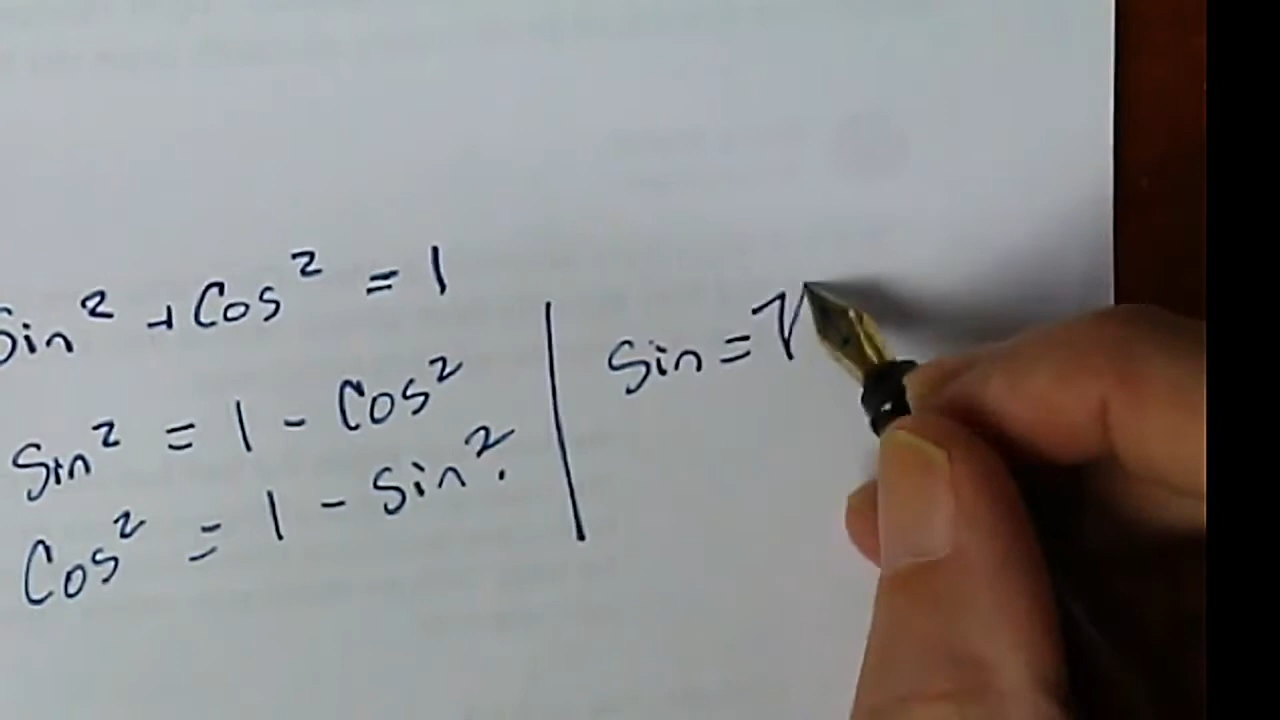 Sin² + Cos² = 1
Sin² = 1 - Cos²
Cos² = 1 - Sin².
Sin = √